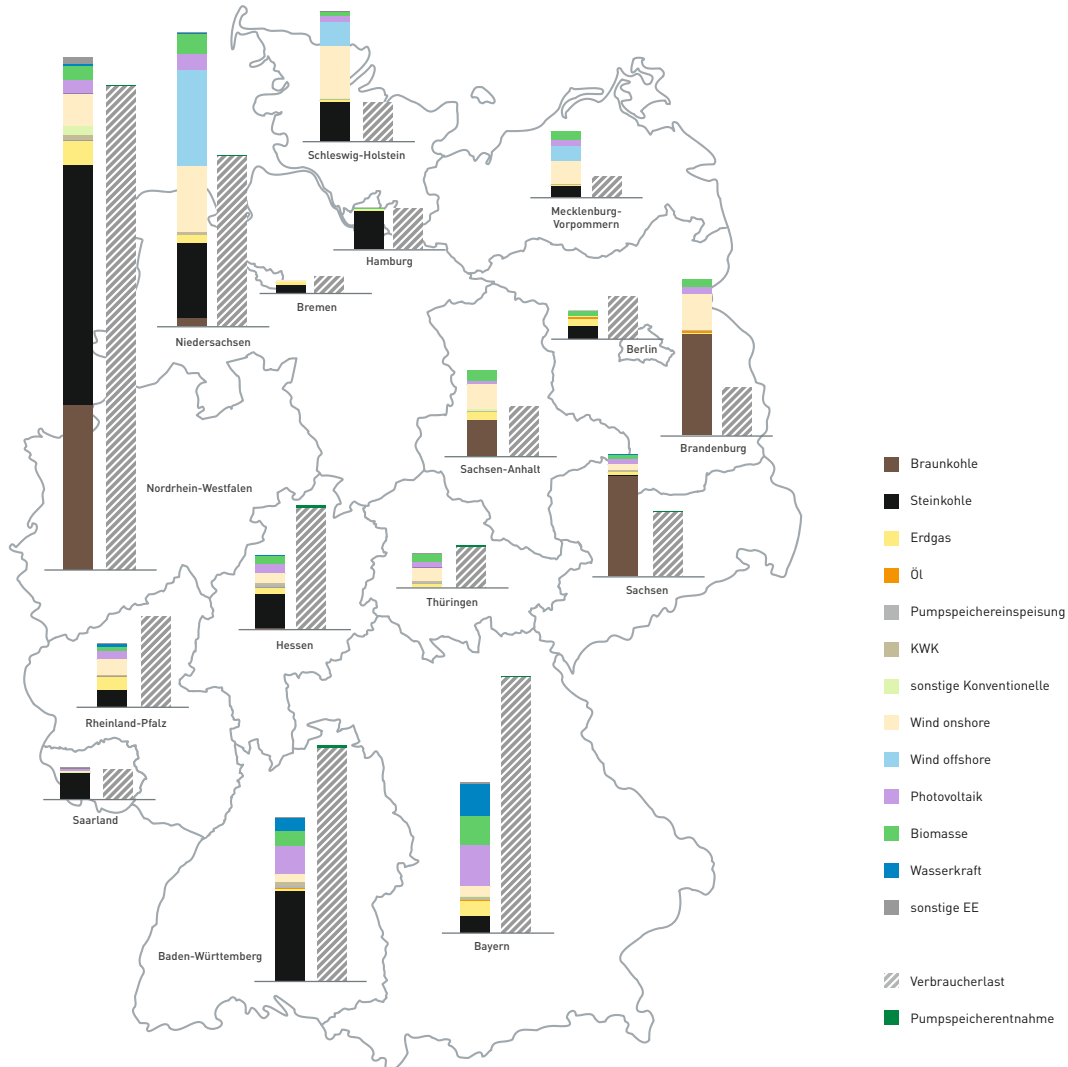 Schleswig-Holstein
Mecklenburg-
Vorpommern
Hamburg
Bremen
Niedersachsen
Berlin
Brandenburg
Sachsen-Anhalt
Nordrhein-Westfalen
Sachsen
Thüringen
Hessen
Rheinland-Pfalz
Saarland
Bayern
Baden-Württemberg
Braunkohle
Steinkohle
Erdgas
Öl
Pumpspeichereinspeisung
KWK
sonstige Konventionelle
Wind onshore
Wind offshore
Photovoltaik
Biomasse
Wasserkraft
sonstige EE
Verbraucherlast
Pumpspeicherentnahme